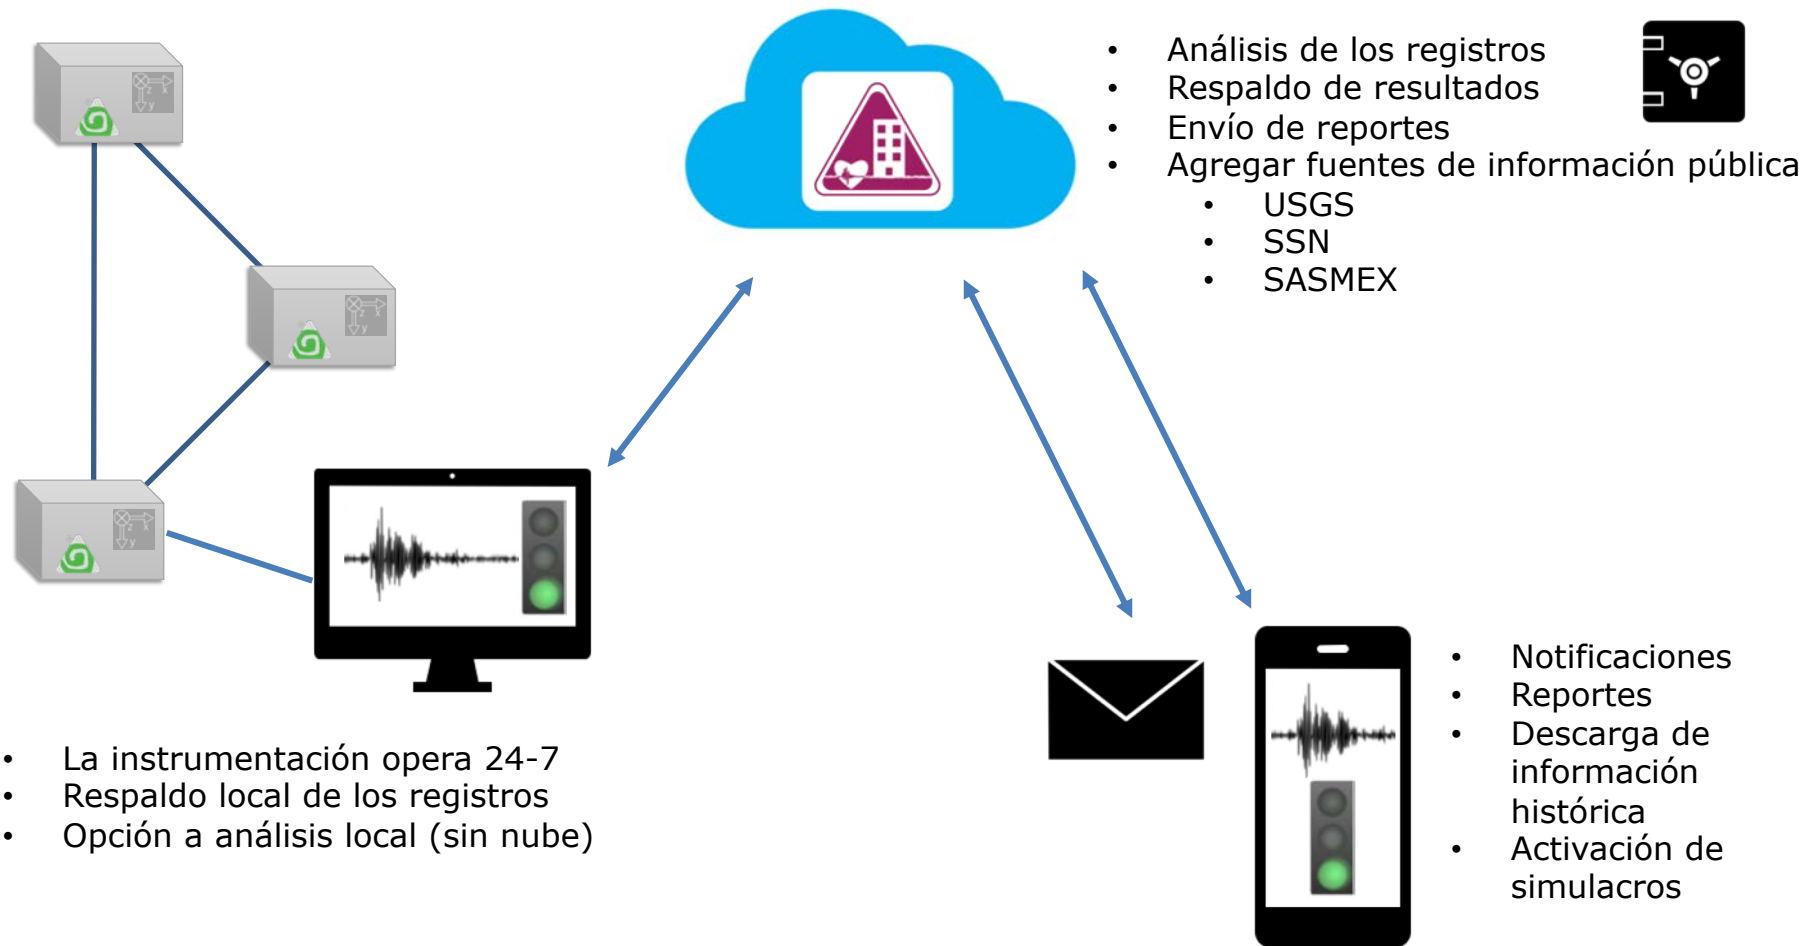 • Análisis de los registros
• Respaldo de resultados
• Envío de reportes
• Agregar fuentes de información pública
• USGS
• SSN
• SASMEX
z x
y
z x
y
z x
y
• La instrumentación opera 24-7
• Respaldo local de los registros
• Opción a análisis local (sin nube)
• Notificaciones
• Reportes
• Descarga de
información
histórica
• Activación de
simulacros